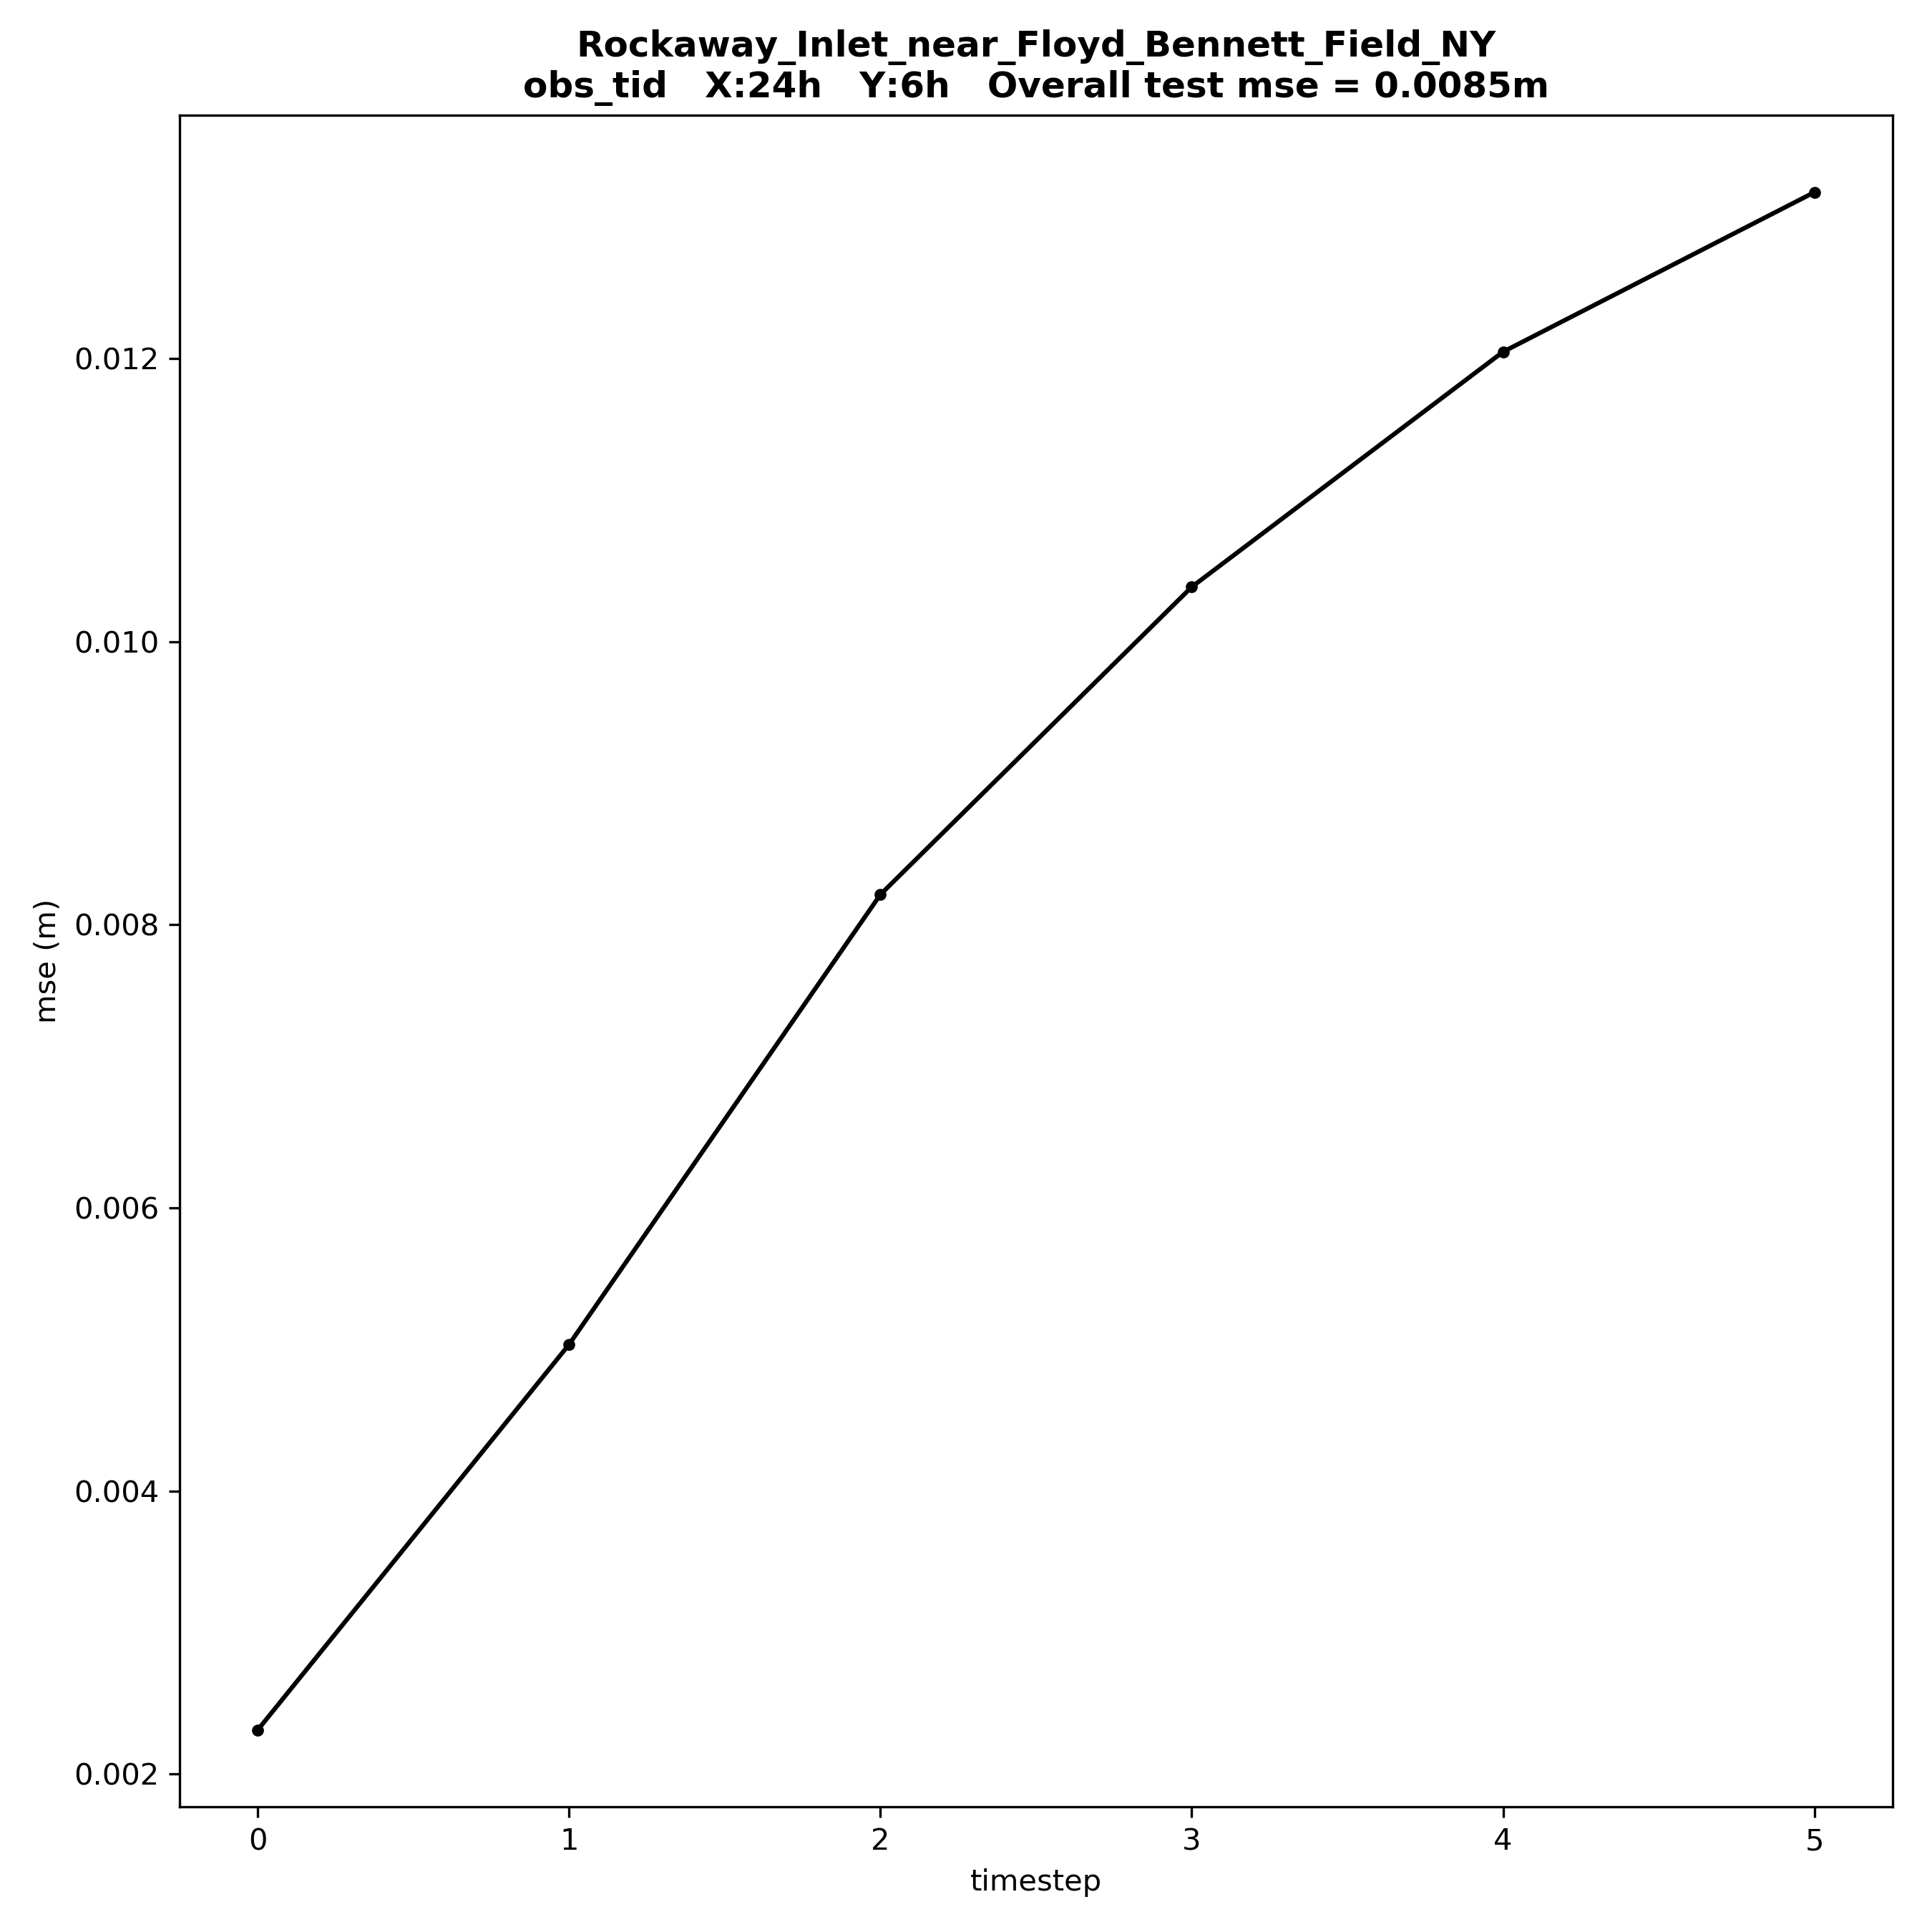 Rockaway_Inlet_near_Floyd_Bennett_Field_NY
obs_tid X:24h Y:6h Overall test mse = 0.0085m
0.012
0.010
0.008
0.006
0.004
0.002
mse (m)
0 1 2 3 4 5
timestep